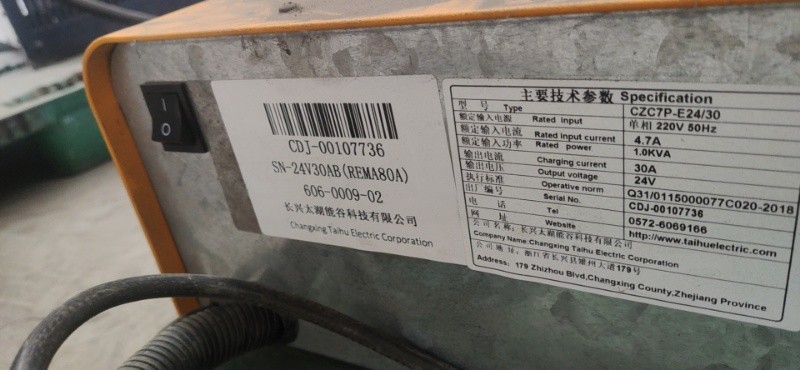 I
O
CDJ-00107736
SN-24V30AB(REMA80A)
606-0009-02
长兴太湖能谷科技有限公司
Changxing Taihu Electric Corporation
主要技术参数 Specification
型号 Type CZC7P-E24/30
额定输入电源 Rated input 单相 220V 50Hz
额定输入电流 Rated input current 4.7A
额定输入功率 Rated power 1.0KVA
输出电流 Charging current 30A
输出电压 Output voltage 24V
执行标准 Operative norm Q31/0115000077C020-2018
出厂编号 Serial No. CDJ-00107736
电话 Tel 0572-6069166
网址 Website http://www.taihuelectric.com
公司名称:长兴太湖能谷科技有限公司
Company Name:Changxing Taihu Electric Corporation
公司地址:浙江省长兴县雉州大道179号
Address: 179 Zhizhou Blvd,Changxing County,Zhejiang Province